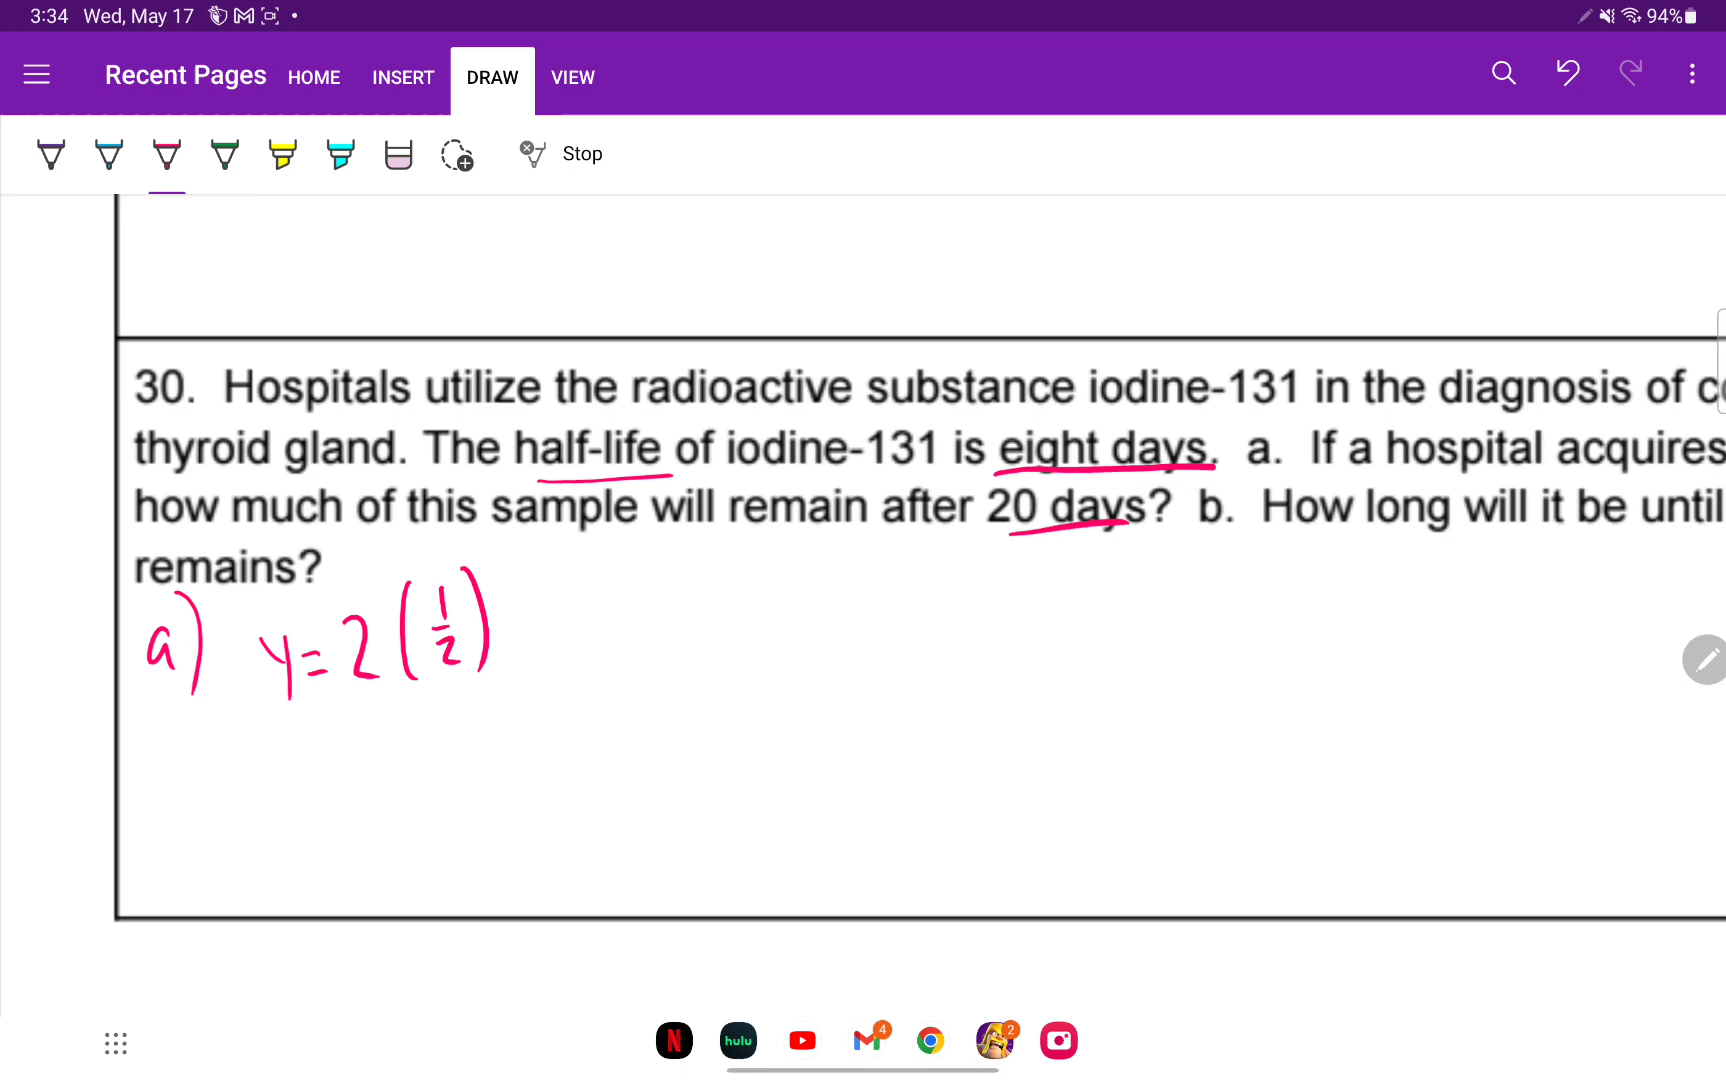 3:34 Wed, May 17 94%
Recent Pages HOME INSERT DRAW VIEW
Stop
30. Hospitals utilize the radioactive substance iodine-131 in the diagnosis of
thyroid gland. The half-life of iodine-131 is eight days. a. If a hospital acquires
how much of this sample will remain after 20 days? b. How long will it be until
remains?
a) y=2(1/2)
N hulu 4 2